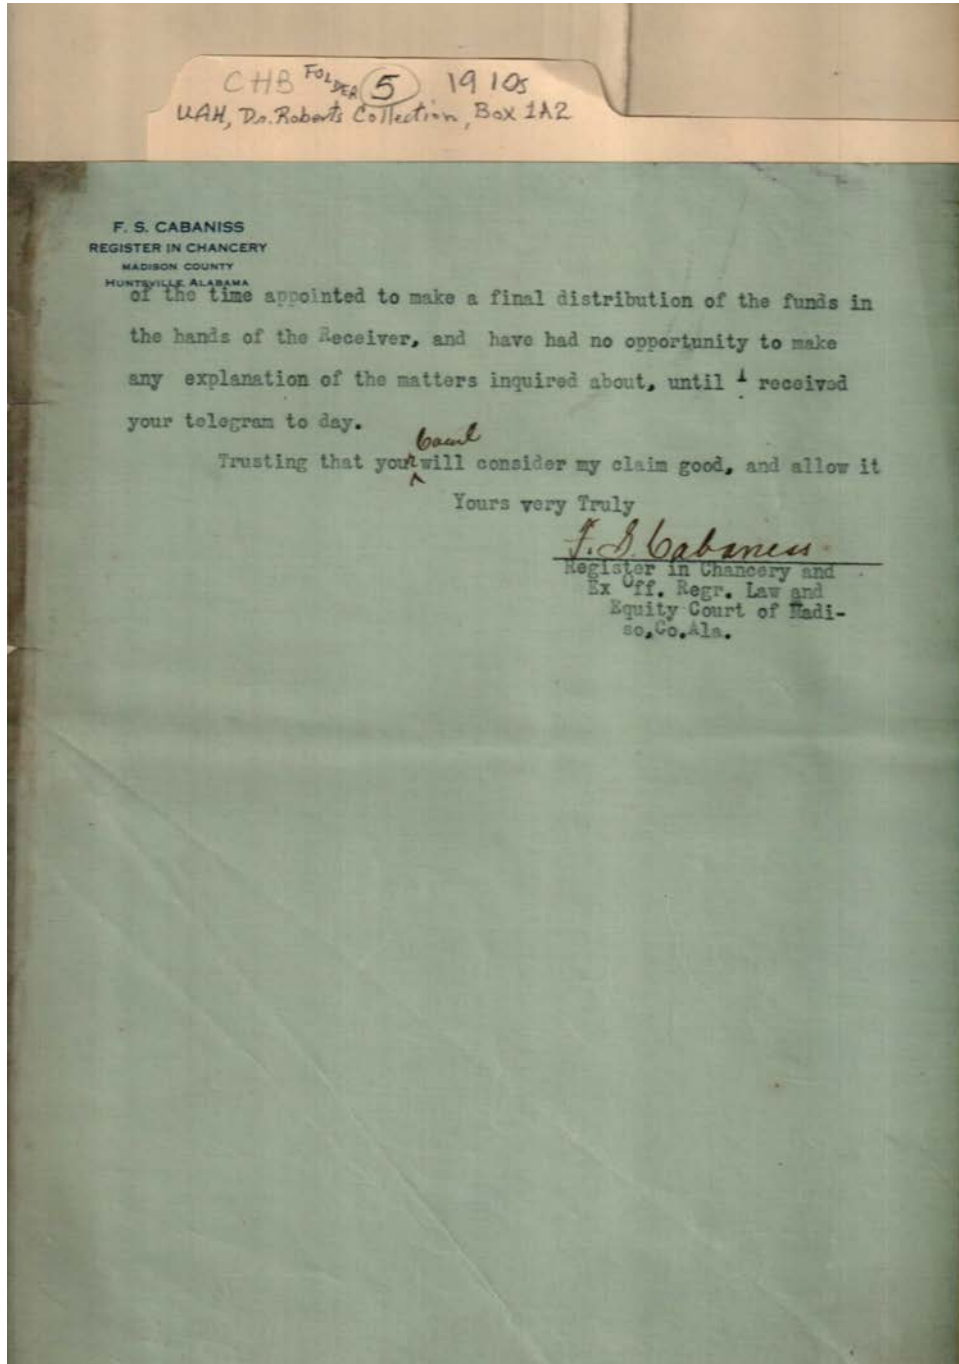 CHB FOLDER 5 1910s
UAH, Dr. Roberts Collection, Box 1A2
F. S. CABANISS
REGISTER IN CHANCERY
MADISON COUNTY
HUNTSVILLE, ALABAMA
of the time appointed to make a final distribution of the funds in
the hands of the Receiver, and have had no opportunity to make
any explanation of the matters inquired about, until I received
your telegram to day.
Court
Trusting that your will consider my claim good, and allow it
Yours very Truly
F. S. Cabaniss
Register in Chancery and
Ex Off. Regr. Law and
Equity Court of Madi-
so,Co.Ala.